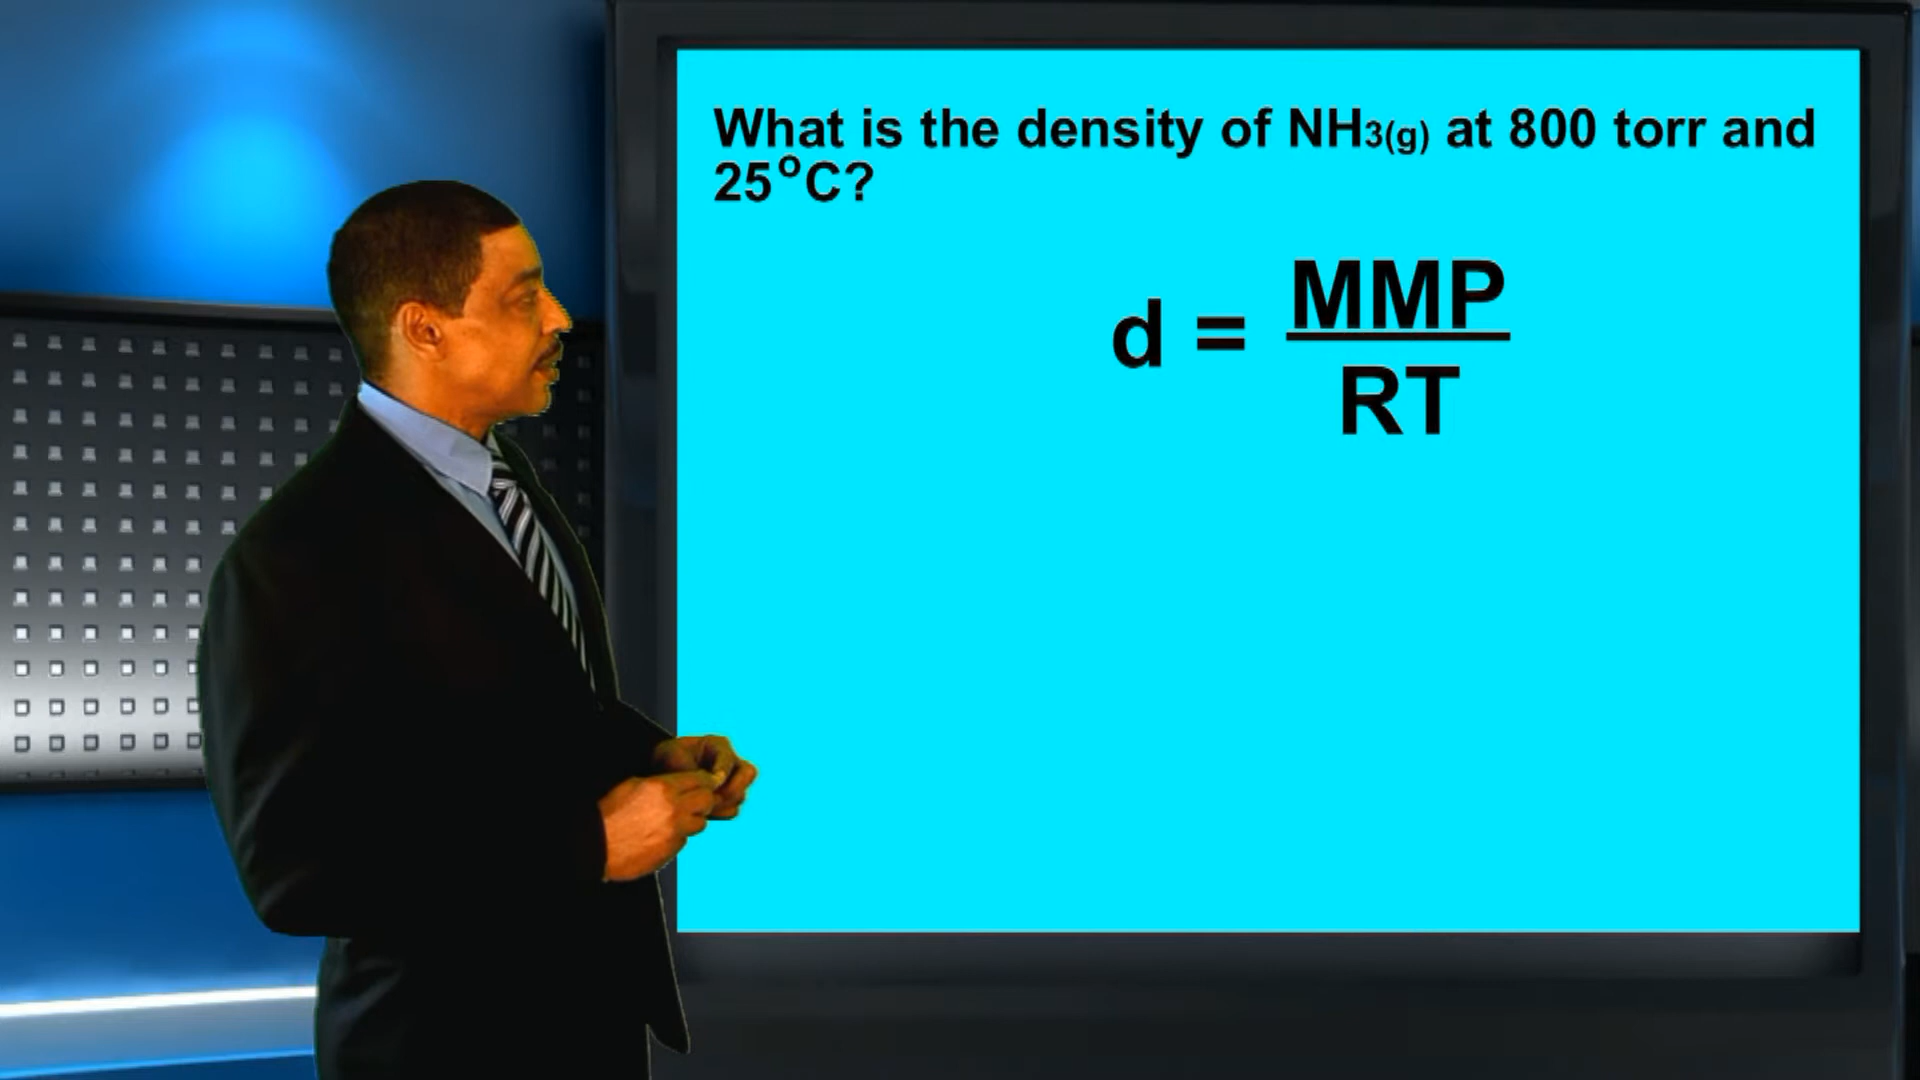 What is the density of NH₃₍g₎ at 800 torr and
25°C?
d = MMP
RT